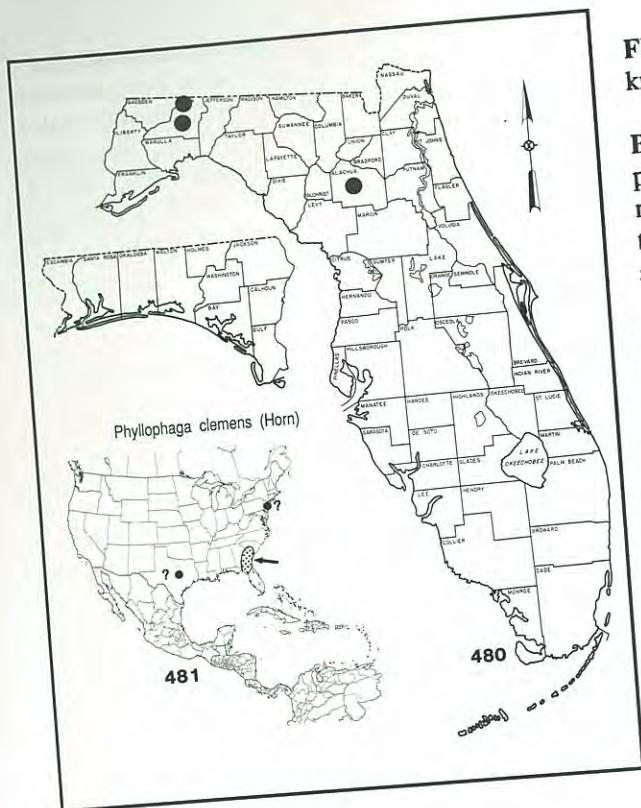 NASSAU
GADSDEN
JEFFERSON
MADISON
HAMILTON
BAKER
DUVAL
LIBERTY
WAKULLA
TAYLOR
SUWANNEE
COLUMBIA
UNION
CLAY
ST JOHNS
FRANKLIN
LAFAYETTE
BRADFORD
DIXIE
GILCHRIST
ALACHUA
PUTNAM
FLAGLER
LEVY
MARION
VOLUSIA
ESCAMBIA
SANTA ROSA
OKALOOSA
WALTON
HOLMES
JACKSON
WASHINGTON
BAY
CALHOUN
GULF
CITRUS
SUMTER
LAKE
ORANGE
SEMINOLE
HERNANDO
PASCO
POLK
OSCEOLA
PINELLAS
HILLSBOROUGH
BREVARD
INDIAN RIVER
MANATEE
HARDEE
HIGHLANDS
OKEECHOBEE
ST LUCIE
SARASOTA
DE SOTO
MARTIN
CHARLOTTE
GLADES
LAKE
OKEECHOBEE
PALM BEACH
LEE
HENDRY
BROWARD
COLLIER
DADE
MONROE
Phyllophaga clemens (Horn)
?
?
481
480